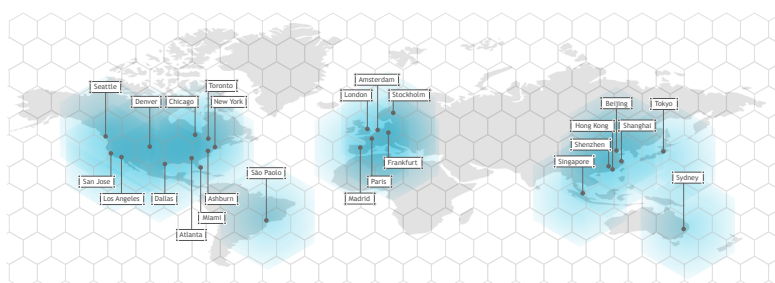 Seattle
Denver
Chicago
Toronto
New York
San Jose
Los Angeles
Dallas
Ashburn
Miami
Atlanta
São Paolo
Amsterdam
London
Stockholm
Frankfurt
Paris
Madrid
Beijing
Tokyo
Hong Kong
Shanghai
Shenzhen
Singapore
Sydney